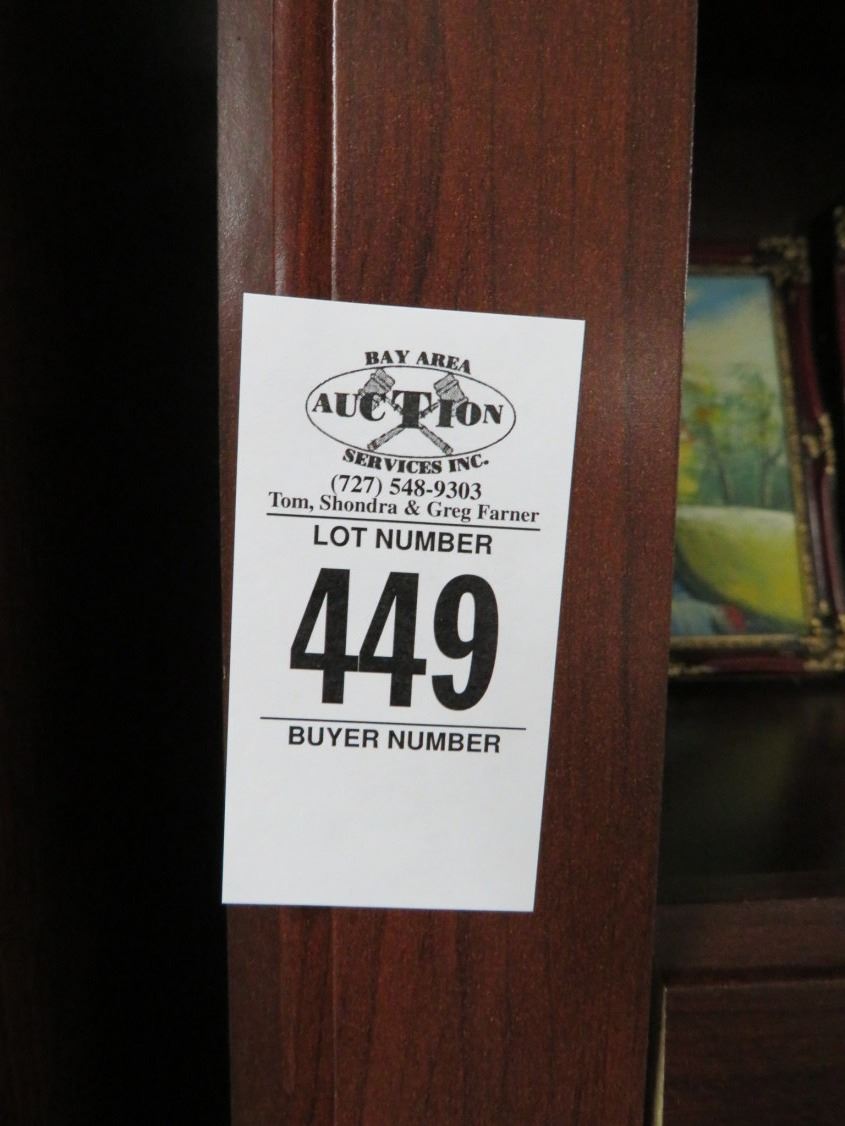 BAY AREA
AUCTION
SERVICES INC.
(727) 548-9303
Tom, Shondra & Greg Farner
LOT NUMBER
449
BUYER NUMBER